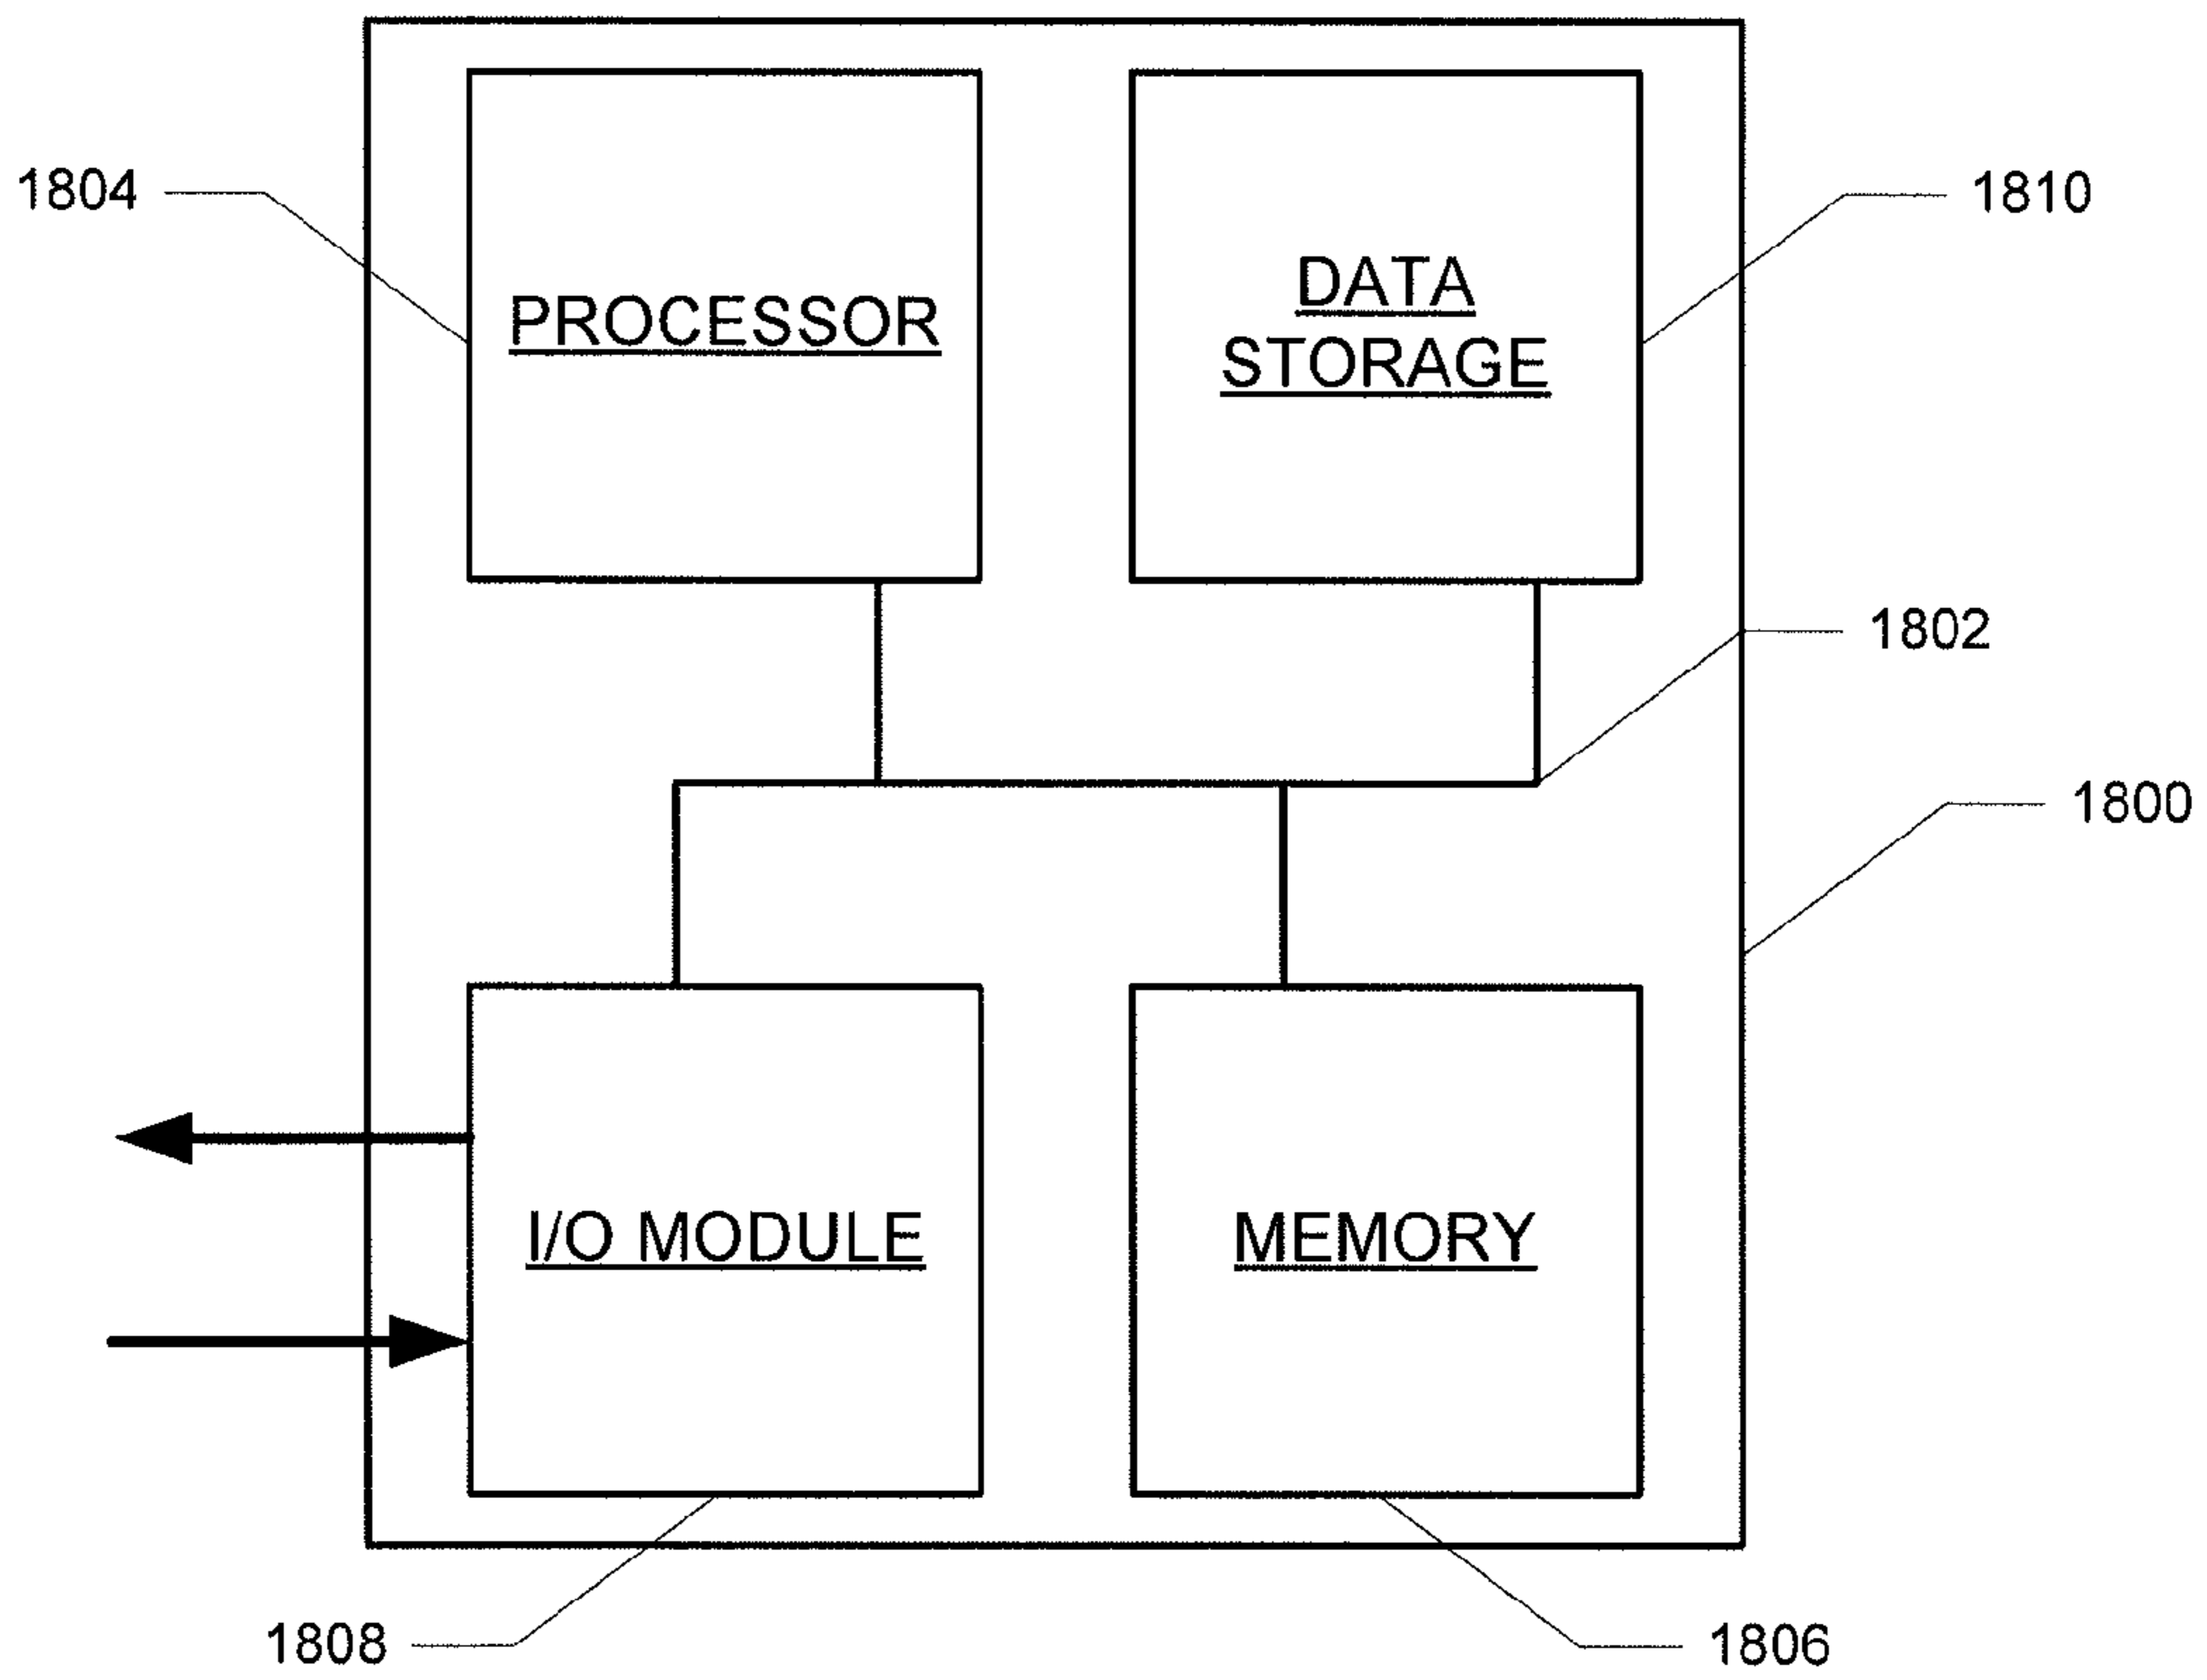 1804
1810
PROCESSOR
DATA
STORAGE
1802
1800
I/O MODULE
MEMORY
1808
1806